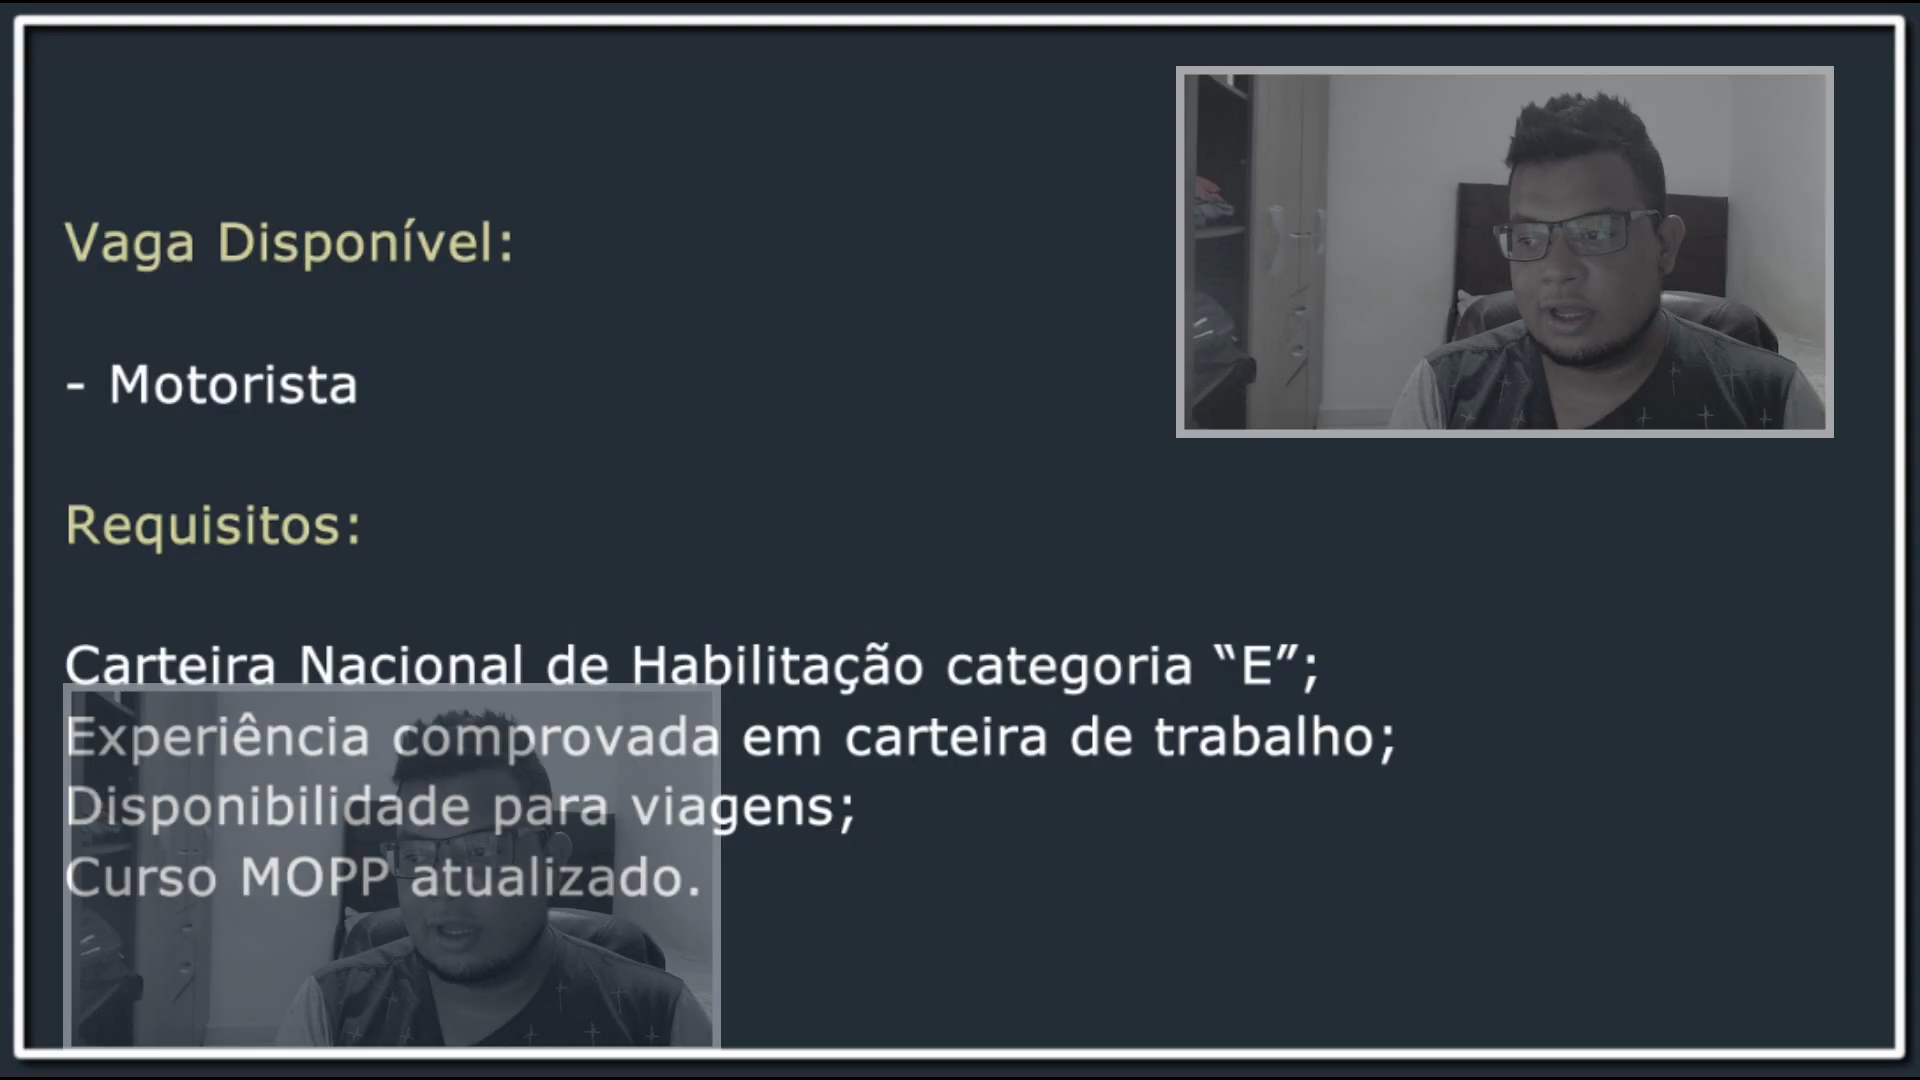 Vaga Disponível:
- Motorista
Requisitos:
Carteira Nacional de Habilitação categoria “E”;
Experiência comprovada em carteira de trabalho;
Disponibilidade para viagens;
Curso MOPP atualizado.